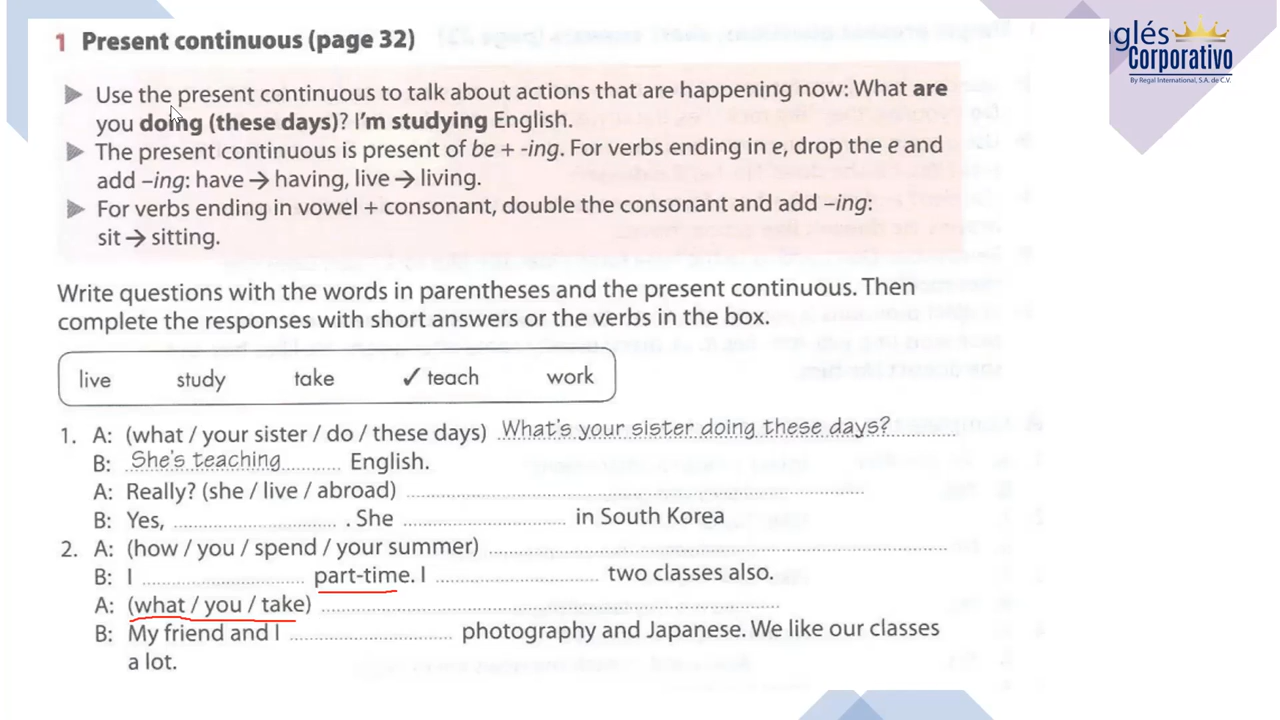 1 Present continuous (page 32)
nglés
Corporativo
By Regal International, S.A. de C.V.
Use the present continuous to talk about actions that are happening now: What are
you doing (these days)? I'm studying English.
The present continuous is present of be + -ing. For verbs ending in e, drop the e and
add –ing: have → having, live → living.
For verbs ending in vowel + consonant, double the consonant and add –ing:
sit → sitting.
Write questions with the words in parentheses and the present continuous. Then
complete the responses with short answers or the verbs in the box.
live study take ✓ teach work
1. A: (what / your sister / do / these days) What's your sister doing these days?
B: She's teaching English.
A: Really? (she / live / abroad)
B: Yes, . She in South Korea
2. A: (how / you / spend / your summer)
B: I part-time. I two classes also.
A: (what / you / take)
B: My friend and I photography and Japanese. We like our classes
a lot.